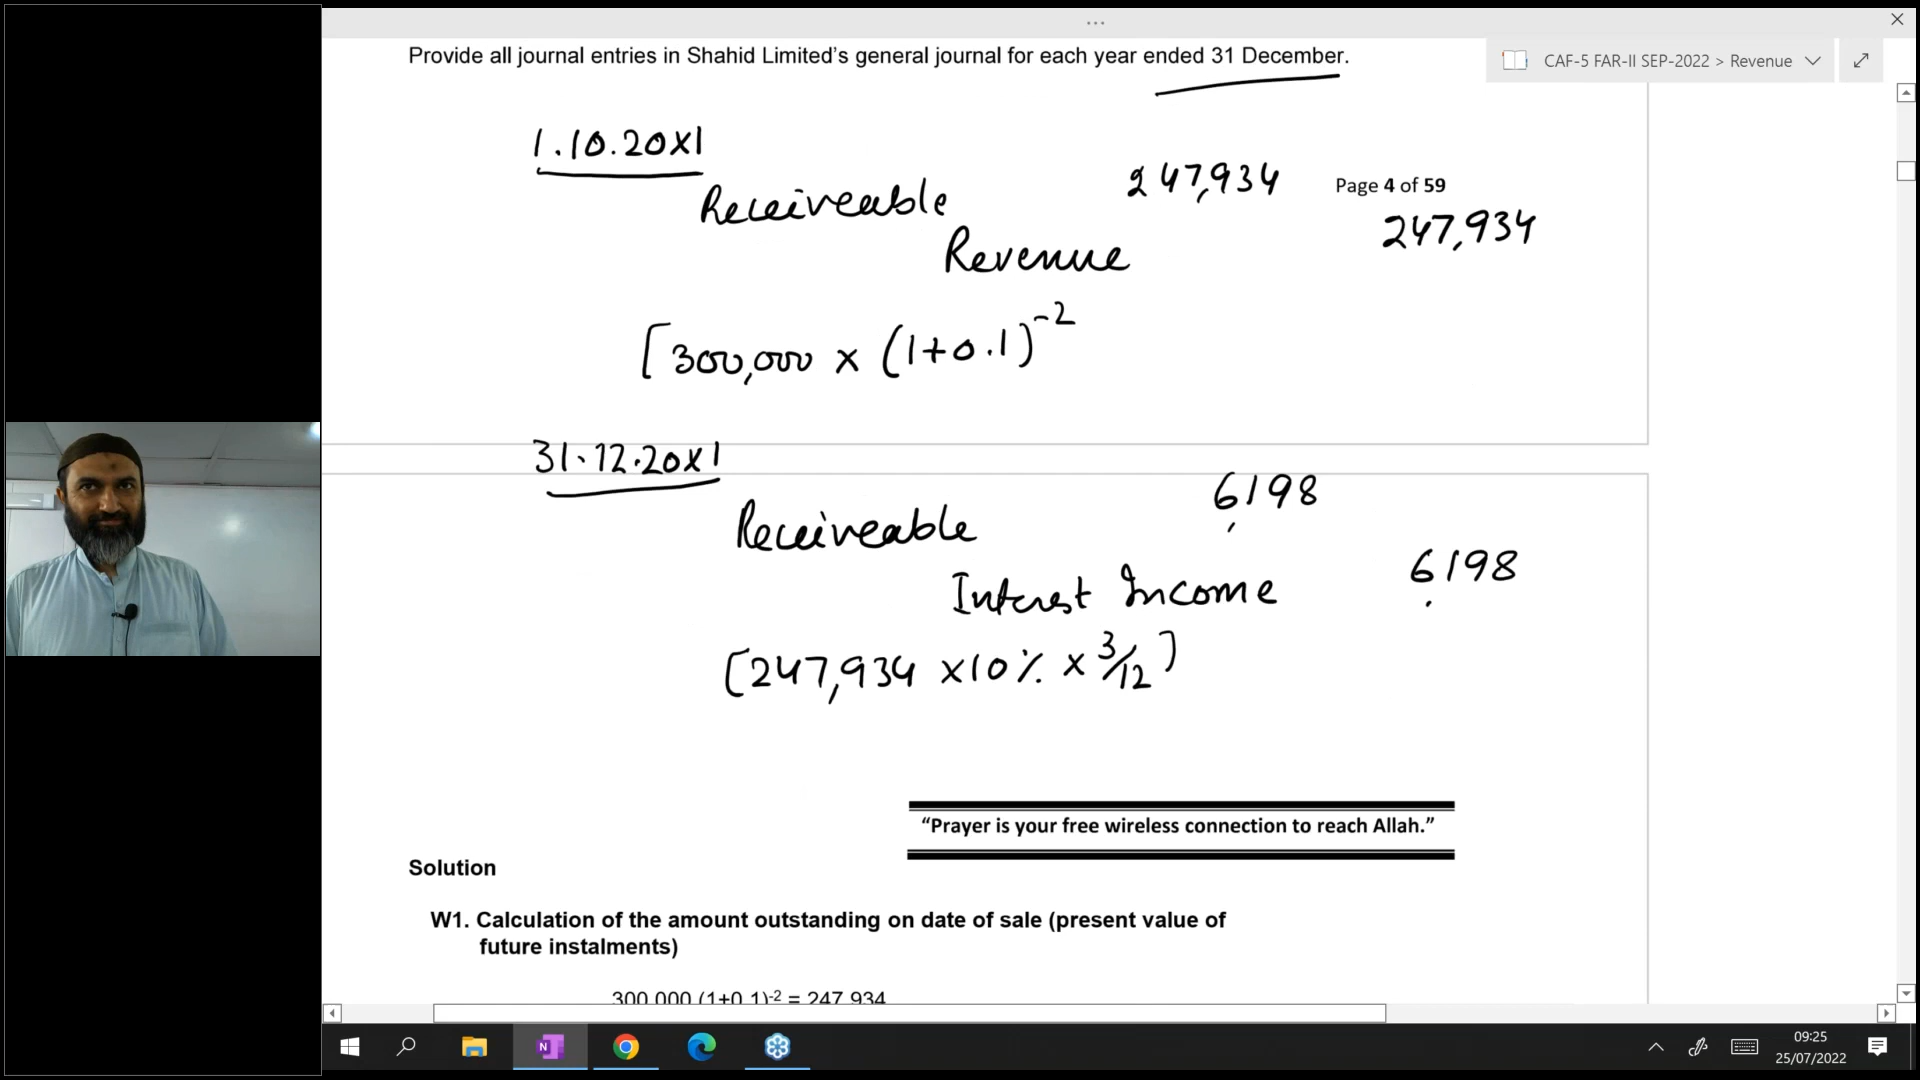 Provide all journal entries in Shahid Limited's general journal for each year ended 31 December.
CAF-5 FAR-II SEP-2022 > Revenue
1.10.20x1
Receiveable 247,934
Page 4 of 59
Revenue 247,934
[300,000 x (1+0.1)⁻²
31.12.20x1
Receiveable 6198
Interest Income 6198
[247,934 x10% x 3/12]
“Prayer is your free wireless connection to reach Allah.”
Solution
W1. Calculation of the amount outstanding on date of sale (present value of
future instalments)
300 000 (1+0 1)⁻² = 247 934
09:25
25/07/2022